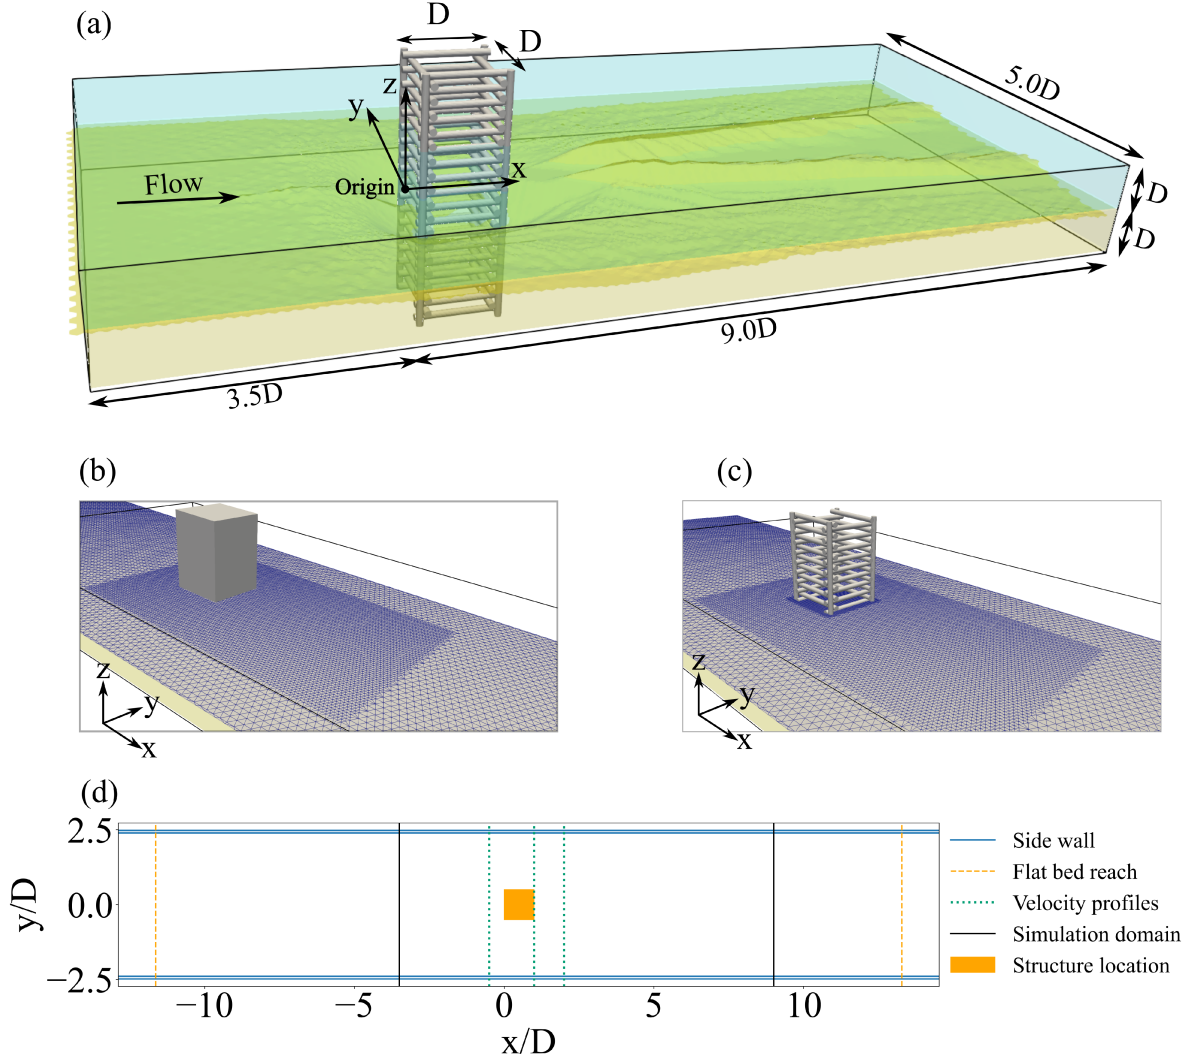 (a)
D
D
z
y
5.0D
x
Flow
Origin
D
D
9.0D
3.5D
(b)
(c)
z
y
x
z
y
x
(d)
2.5
0.0
−2.5
y/D
−10
−5
0
5
10
x/D
Side wall
Flat bed reach
Velocity profiles
Simulation domain
Structure location